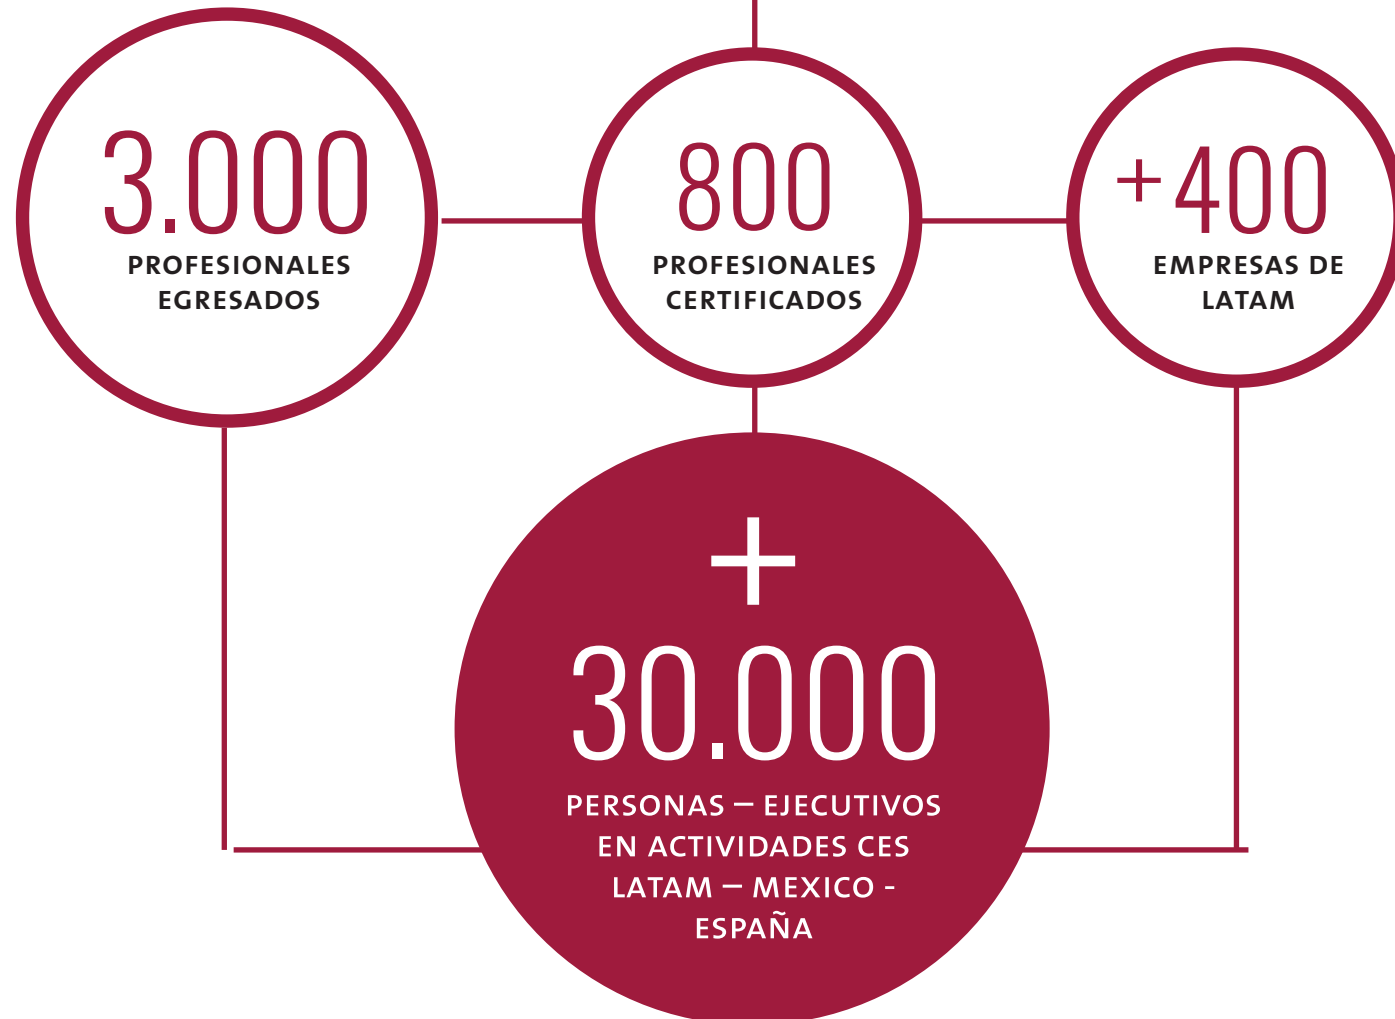 3.000
PROFESIONALES
EGRESADOS
800
PROFESIONALES
CERTIFICADOS
+400
EMPRESAS DE
LATAM
+
30.000
PERSONAS – EJECUTIVOS
EN ACTIVIDADES CES
LATAM – MEXICO -
ESPAÑA